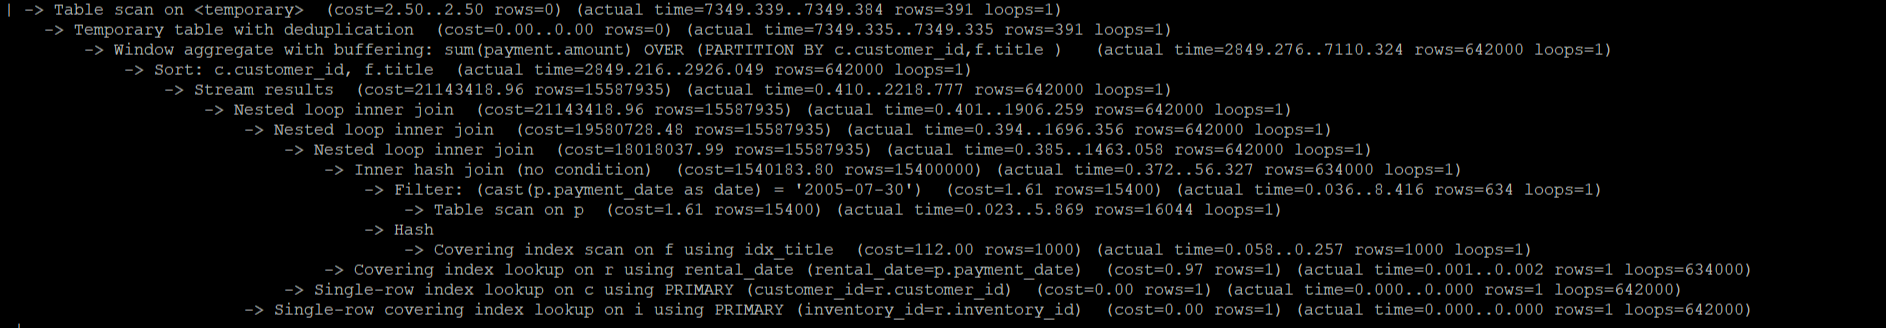 | -> Table scan on <temporary>  (cost=2.50..2.50 rows=0) (actual time=7349.339..7349.384 rows=391 loops=1)
    -> Temporary table with deduplication  (cost=0.00..0.00 rows=0) (actual time=7349.335..7349.335 rows=391 loops=1)
        -> Window aggregate with buffering: sum(payment.amount) OVER (PARTITION BY c.customer_id,f.title )   (actual time=2849.276..7110.324 rows=642000 loops=1)
            -> Sort: c.customer_id, f.title  (actual time=2849.216..2926.049 rows=642000 loops=1)
                -> Stream results  (cost=21143418.96 rows=15587935) (actual time=0.410..2218.777 rows=642000 loops=1)
                    -> Nested loop inner join  (cost=21143418.96 rows=15587935) (actual time=0.401..1906.259 rows=642000 loops=1)
                        -> Nested loop inner join  (cost=19580728.48 rows=15587935) (actual time=0.394..1696.356 rows=642000 loops=1)
                            -> Nested loop inner join  (cost=18018037.99 rows=15587935) (actual time=0.385..1463.058 rows=642000 loops=1)
                                -> Inner hash join (no condition)  (cost=1540183.80 rows=15400000) (actual time=0.372..56.327 rows=634000 loops=1)
                                    -> Filter: (cast(p.payment_date as date) = '2005-07-30')  (cost=1.61 rows=15400) (actual time=0.036..8.416 rows=634 loops=1)
                                        -> Table scan on p  (cost=1.61 rows=15400) (actual time=0.023..5.869 rows=16044 loops=1)
                                    -> Hash
                                        -> Covering index scan on f using idx_title  (cost=112.00 rows=1000) (actual time=0.058..0.257 rows=1000 loops=1)
                                -> Covering index lookup on r using rental_date (rental_date=p.payment_date)  (cost=0.97 rows=1) (actual time=0.001..0.002 rows=1 loops=634000)
                            -> Single-row index lookup on c using PRIMARY (customer_id=r.customer_id)  (cost=0.00 rows=1) (actual time=0.000..0.000 rows=1 loops=642000)
                        -> Single-row covering index lookup on i using PRIMARY (inventory_id=r.inventory_id)  (cost=0.00 rows=1) (actual time=0.000..0.000 rows=1 loops=642000)